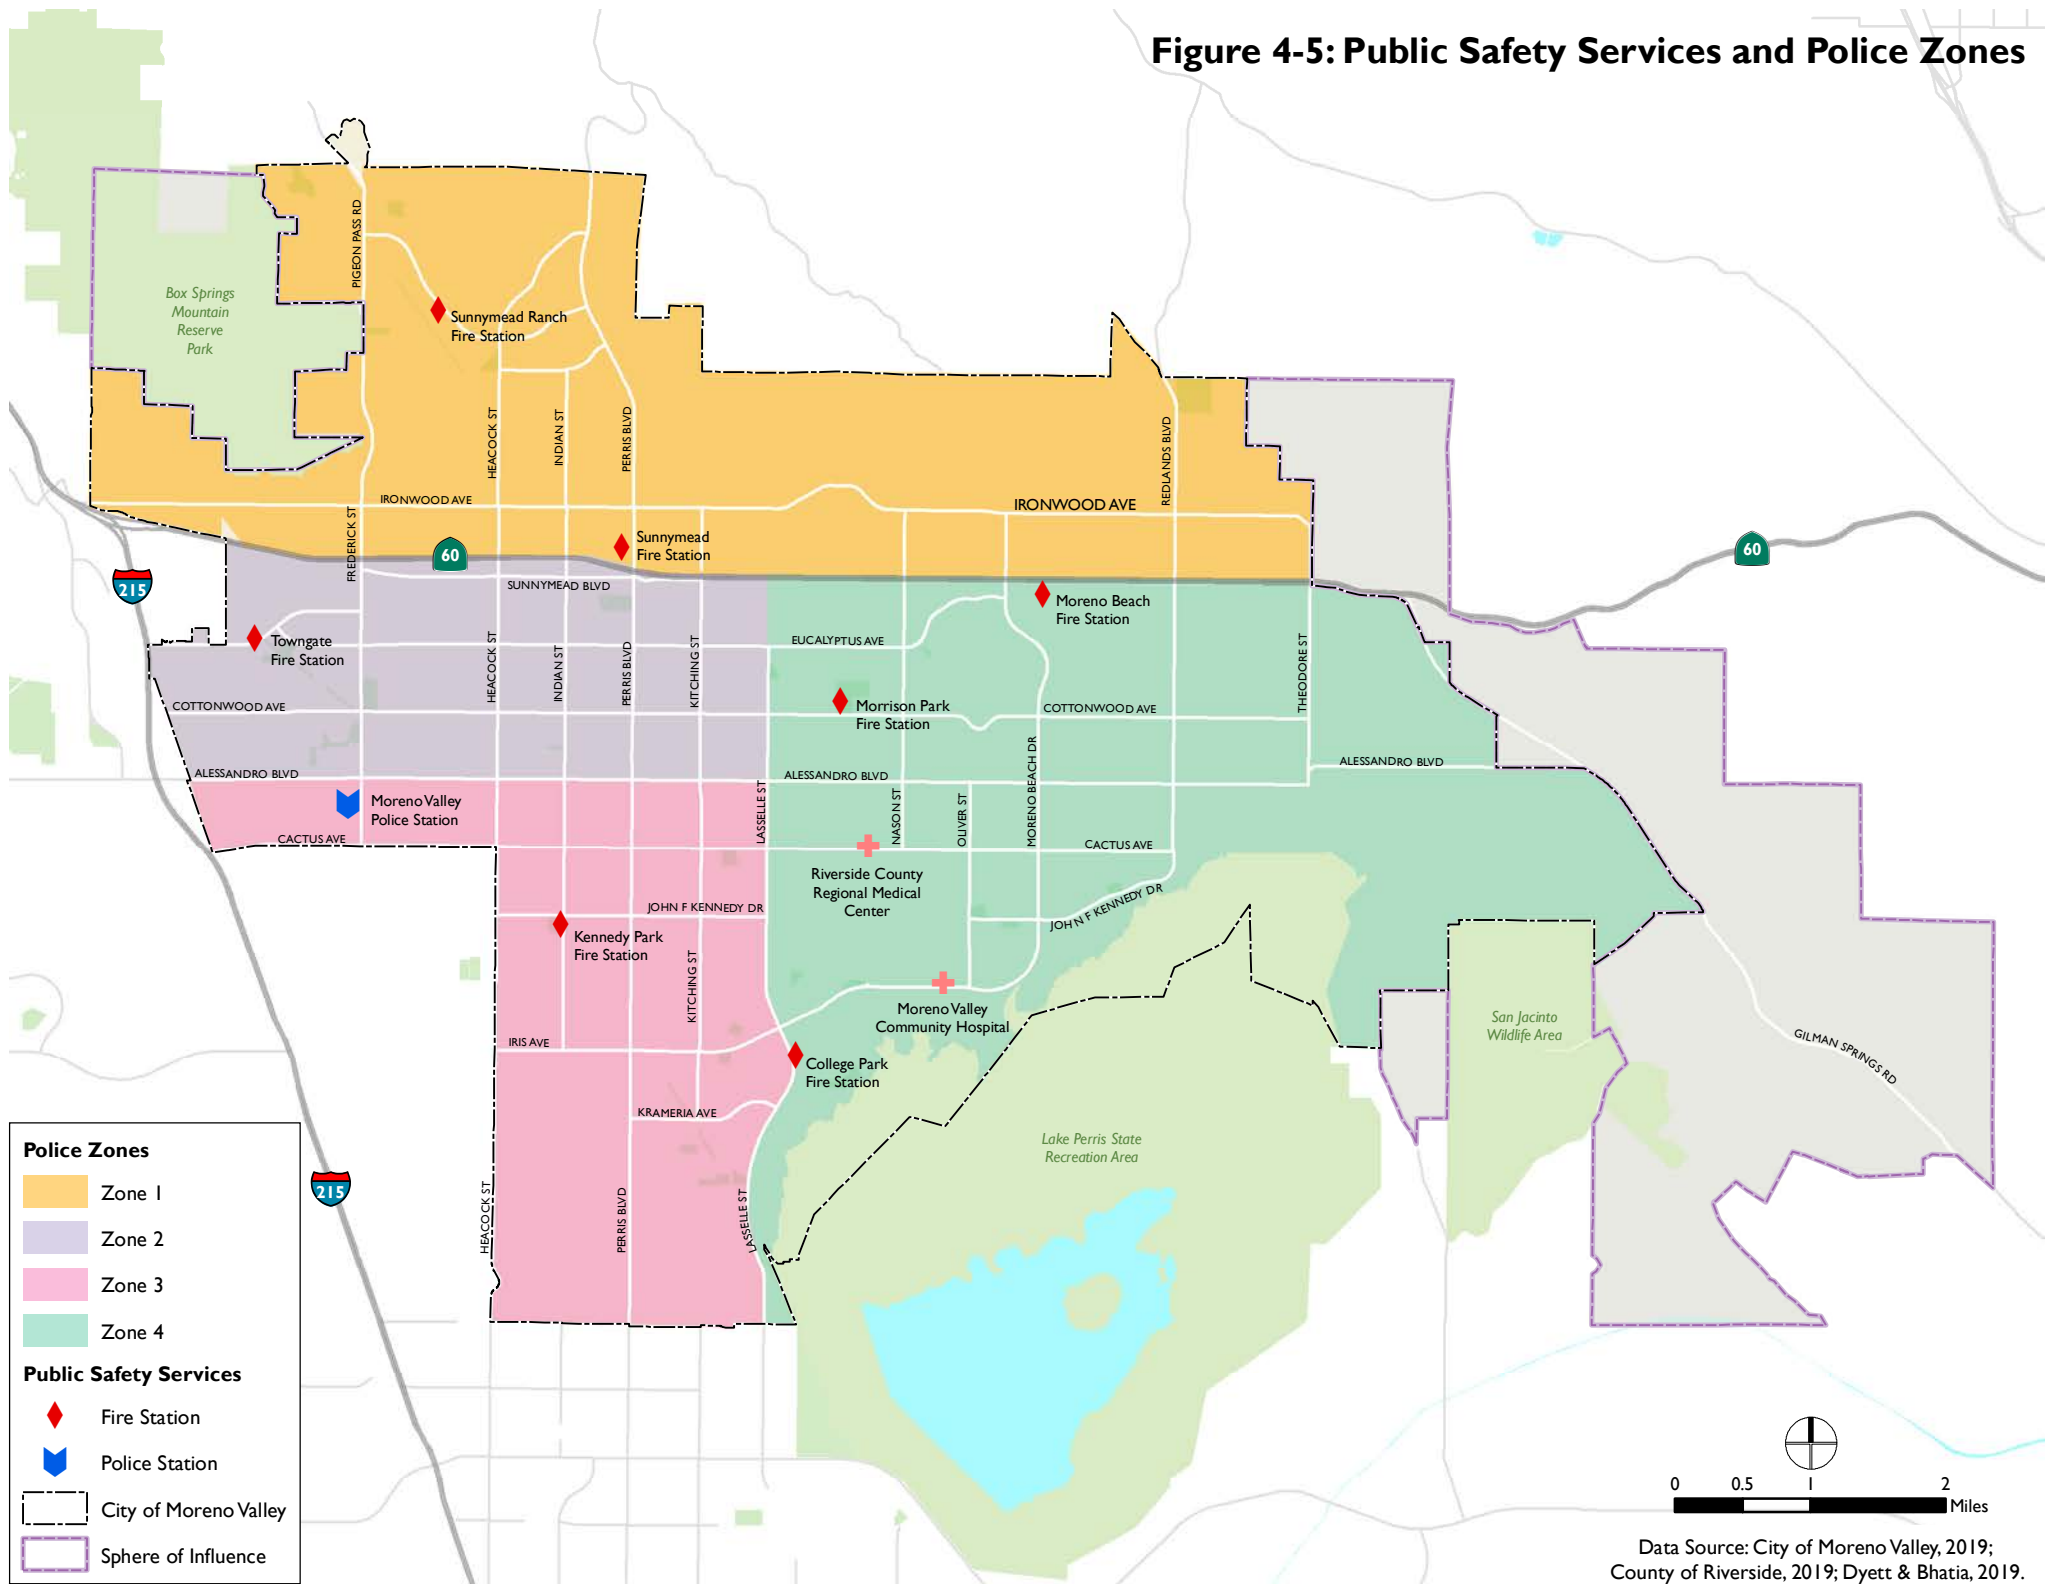 Figure 4-5: Public Safety Services and Police Zones
Box Springs
Mountain
Reserve
Park
PIGEON PASS RD
Sunnymead Ranch
Fire Station
HEACOCK ST
INDIAN ST
PERRIS BLVD
REDLANDS BLVD
IRONWOOD AVE
IRONWOOD AVE
FREDERICK ST
Sunnymead
Fire Station
60
60
215
SUNNYMEAD BLVD
Moreno Beach
Fire Station
Towngate
Fire Station
HEACOCK ST
INDIAN ST
PERRIS BLVD
KITCHING ST
EUCALYPTUS AVE
THEODORE ST
COTTONWOOD AVE
Morrison Park
Fire Station
COTTONWOOD AVE
MORENO BEACH DR
ALESSANDRO BLVD
ALESSANDRO BLVD
ALESSANDRO BLVD
Moreno Valley
Police Station
LASSELLE ST
NASON ST
OLIVER ST
CACTUS AVE
CACTUS AVE
Riverside County
Regional Medical
Center
JOHN F KENNEDY DR
JOHN F KENNEDY DR
Kennedy Park
Fire Station
KITCHING ST
Moreno Valley
Community Hospital
San Jacinto
Wildlife Area
GILMAN SPRINGS RD
IRIS AVE
College Park
Fire Station
KRAMERIA AVE
Lake Perris State
Recreation Area
HEACOCK ST
PERRIS BLVD
LASSELLE ST
215
Police Zones
Zone 1
Zone 2
Zone 3
Zone 4
Public Safety Services
Fire Station
Police Station
City of Moreno Valley
Sphere of Influence
0 0.5 1 2
Miles
Data Source: City of Moreno Valley, 2019;
County of Riverside, 2019; Dyett & Bhatia, 2019.